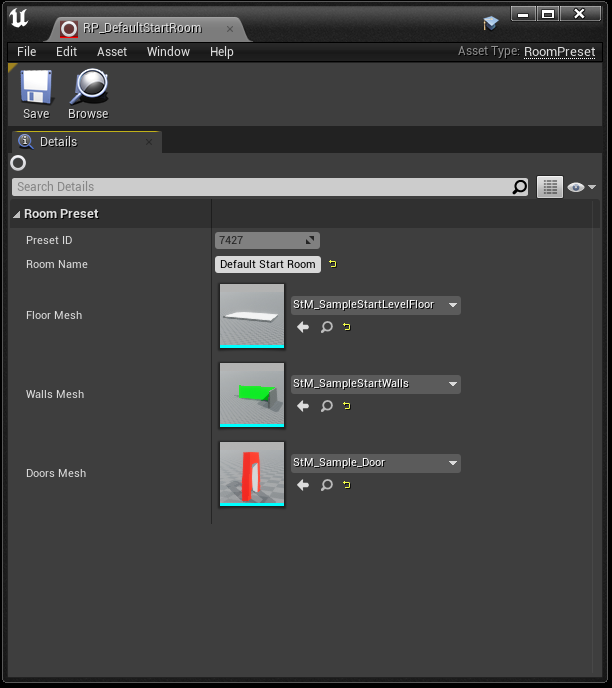 RP_DefaultStartRoom
File Edit Asset Window Help Asset Type: RoomPreset
Save Browse
Details
Search Details
Room Preset
Preset ID 7427
Room Name Default Start Room
Floor Mesh StM_SampleStartLevelFloor
Walls Mesh StM_SampleStartWalls
Doors Mesh StM_Sample_Door